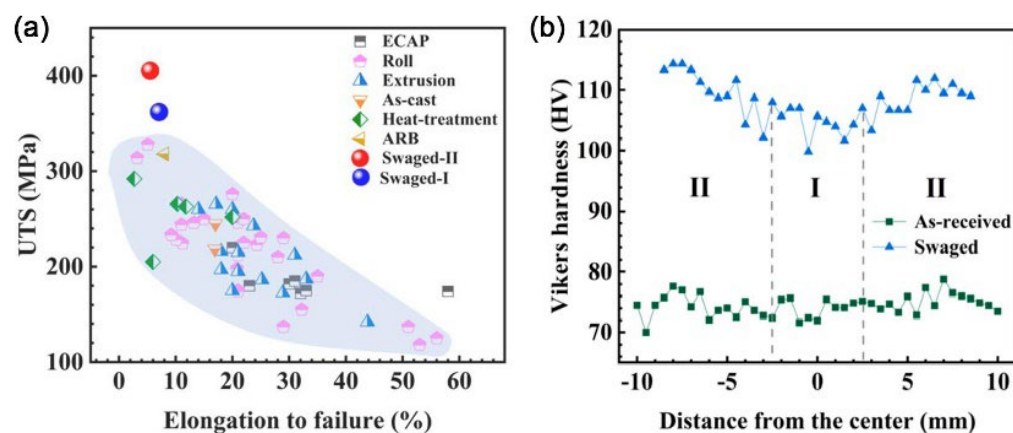 (a)
400
300
200
100
UTS (MPa)
0 10 20 30 40 50 60
Elongation to failure (%)
ECAP
Roll
Extrusion
As-cast
Heat-treatment
ARB
Swaged-II
Swaged-I
(b)
120
110
100
90
80
70
Vikers hardness (HV)
II I II
As-received
Swaged
-10 -5 0 5 10
Distance from the center (mm)